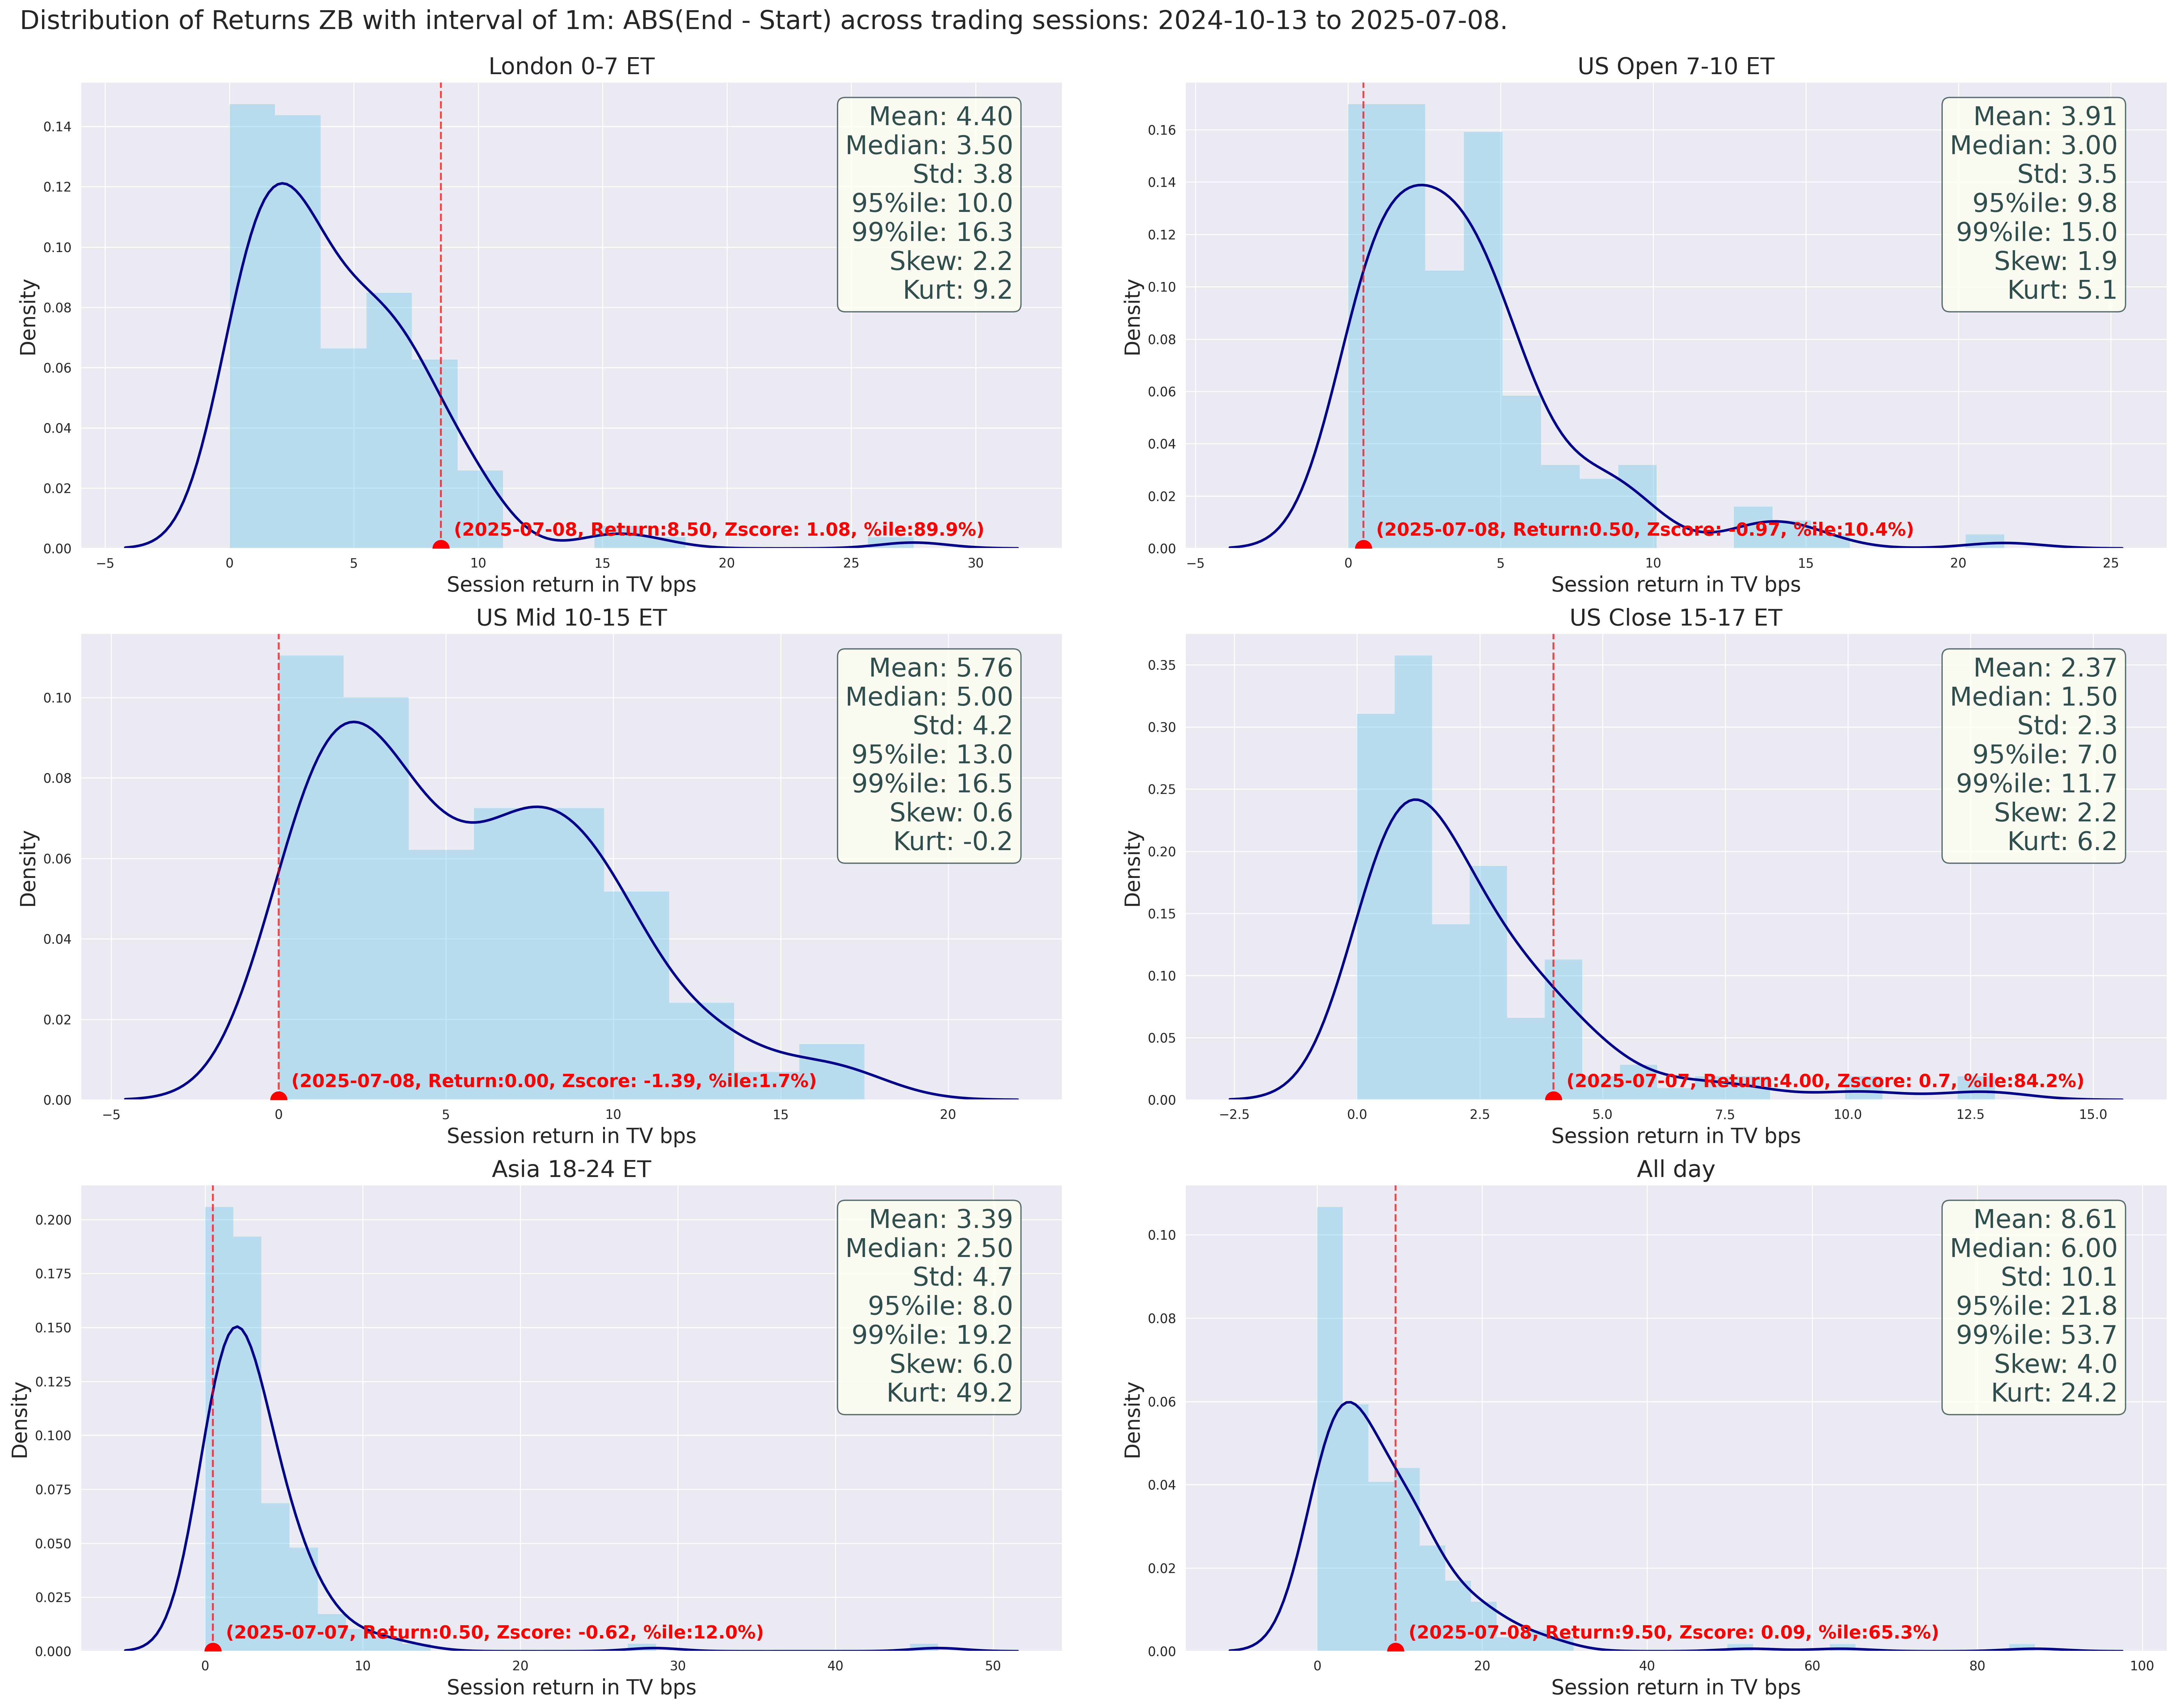 Distribution of Returns ZB with interval of 1m: ABS(End - Start) across trading sessions: 2024-10-13 to 2025-07-08.
London 0-7 ET
Density
0.14
0.12
0.10
0.08
0.06
0.04
0.02
0.00
Mean: 4.40
Median: 3.50
Std: 3.8
95%ile: 10.0
99%ile: 16.3
Skew: 2.2
Kurt: 9.2
(2025-07-08, Return:8.50, Zscore: 1.08, %ile:89.9%)
−5 0 5 10 15 20 25 30
Session return in TV bps
US Open 7-10 ET
Density
0.16
0.14
0.12
0.10
0.08
0.06
0.04
0.02
0.00
Mean: 3.91
Median: 3.00
Std: 3.5
95%ile: 9.8
99%ile: 15.0
Skew: 1.9
Kurt: 5.1
(2025-07-08, Return:0.50, Zscore: -0.97, %ile:10.4%)
−5 0 5 10 15 20 25
Session return in TV bps
US Mid 10-15 ET
Density
0.10
0.08
0.06
0.04
0.02
0.00
Mean: 5.76
Median: 5.00
Std: 4.2
95%ile: 13.0
99%ile: 16.5
Skew: 0.6
Kurt: -0.2
(2025-07-08, Return:0.00, Zscore: -1.39, %ile:1.7%)
−5 0 5 10 15 20
Session return in TV bps
US Close 15-17 ET
Density
0.35
0.30
0.25
0.20
0.15
0.10
0.05
0.00
Mean: 2.37
Median: 1.50
Std: 2.3
95%ile: 7.0
99%ile: 11.7
Skew: 2.2
Kurt: 6.2
(2025-07-07, Return:4.00, Zscore: 0.7, %ile:84.2%)
−2.5 0.0 2.5 5.0 7.5 10.0 12.5 15.0
Session return in TV bps
Asia 18-24 ET
Density
0.200
0.175
0.150
0.125
0.100
0.075
0.050
0.025
0.000
Mean: 3.39
Median: 2.50
Std: 4.7
95%ile: 8.0
99%ile: 19.2
Skew: 6.0
Kurt: 49.2
(2025-07-07, Return:0.50, Zscore: -0.62, %ile:12.0%)
0 10 20 30 40 50
Session return in TV bps
All day
Density
0.10
0.08
0.06
0.04
0.02
0.00
Mean: 8.61
Median: 6.00
Std: 10.1
95%ile: 21.8
99%ile: 53.7
Skew: 4.0
Kurt: 24.2
(2025-07-08, Return:9.50, Zscore: 0.09, %ile:65.3%)
0 20 40 60 80 100
Session return in TV bps